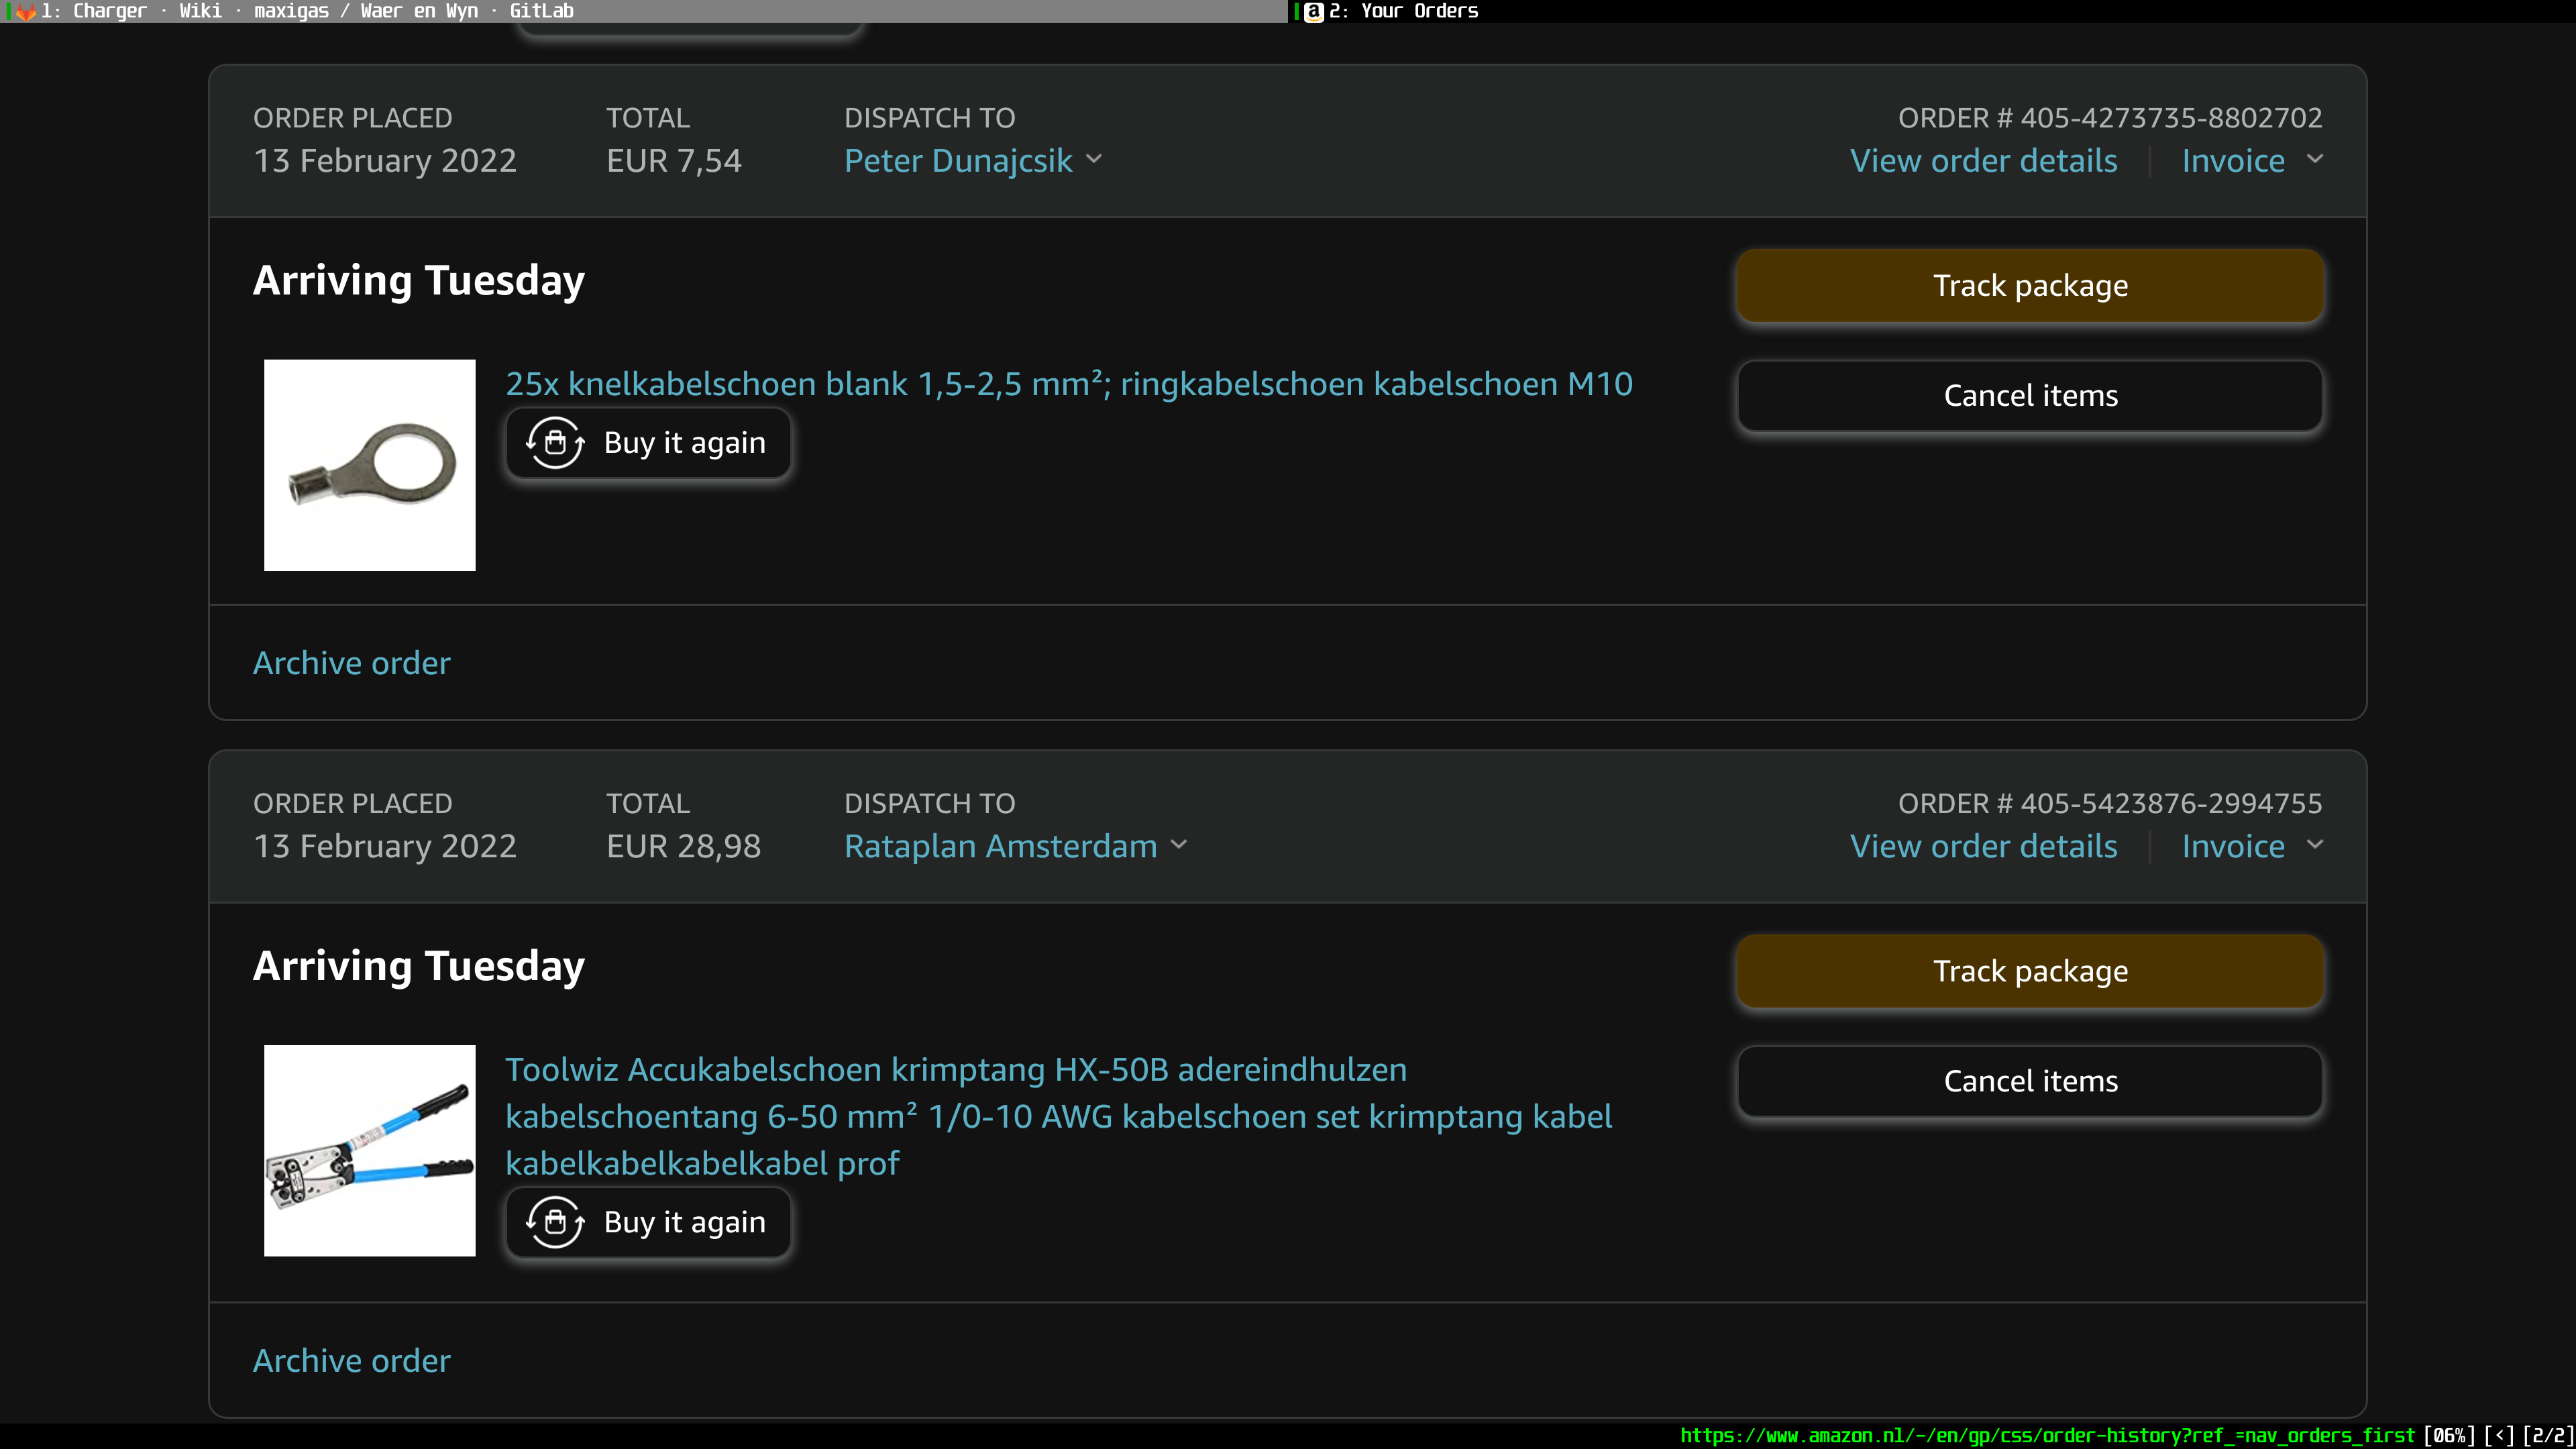 1: Charger · Wiki · maxigas / Waer en Wyn · GitLab
2: Your Orders
ORDER PLACED TOTAL DISPATCH TO ORDER # 405-4273735-8802702
13 February 2022 EUR 7,54 Peter Dunajcsik View order details Invoice
Arriving Tuesday
Track package
25x knelkabelschoen blank 1,5-2,5 mm²; ringkabelschoen kabelschoen M10
Cancel items
Buy it again
Archive order
ORDER PLACED TOTAL DISPATCH TO ORDER # 405-5423876-2994755
13 February 2022 EUR 28,98 Rataplan Amsterdam View order details Invoice
Arriving Tuesday
Track package
Toolwiz Accukabelschoen krimptang HX-50B adereindhulzen
Cancel items
kabelschoentang 6-50 mm² 1/0-10 AWG kabelschoen set krimptang kabel
kabelkabelkabelkabel prof
Buy it again
Archive order
https://www.amazon.nl/-/en/gp/css/order-history?ref_=nav_orders_first [06%] [<] [2/2]